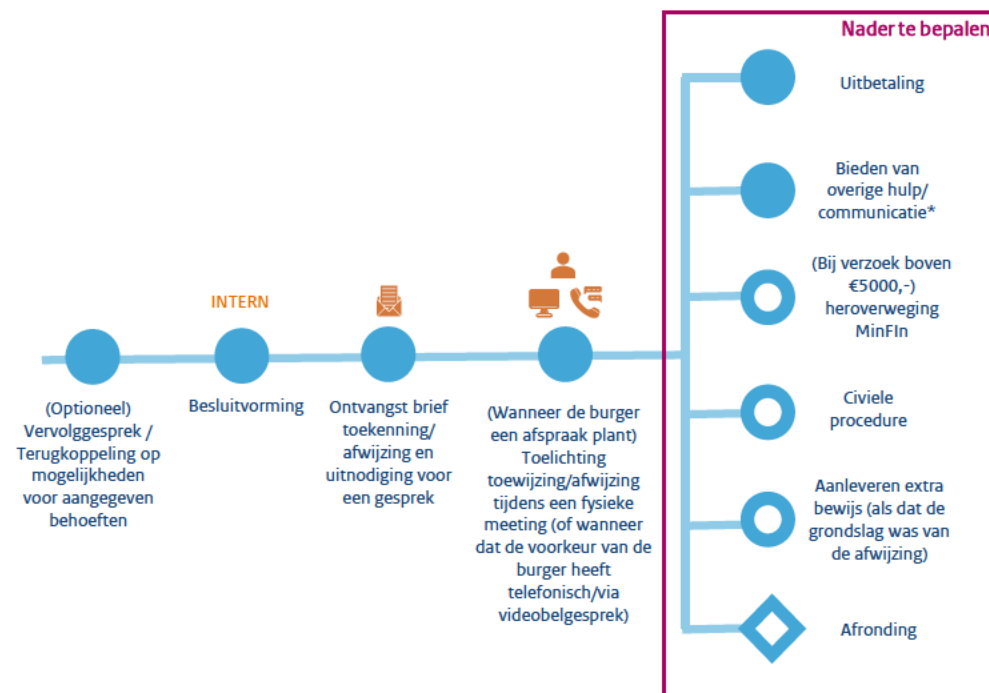 Nader te bepalen
Uitbetaling
Bieden van
overige hulp/
communicatie*
(Bij verzoek boven
€5000,-)
heroverweging
MinFIn
Civiele
procedure
Aanleveren extra
bewijs (als dat de
grondslag was van
de afwijzing)
Afronding
INTERN
(Optioneel)
Vervolggesprek /
Terugkoppeling op
mogelijkheden
voor aangegeven
behoeften
Besluitvorming
Ontvangst brief
toekenning/
afwijzing en
uitnodiging voor
een gesprek
(Wanneer de burger
een afspraak plant)
Toelichting
toewijzing/afwijzing
tijdens een fysieke
meeting (of wanneer
dat de voorkeur van de
burger heeft
telefonisch/via
videobelgesprek)